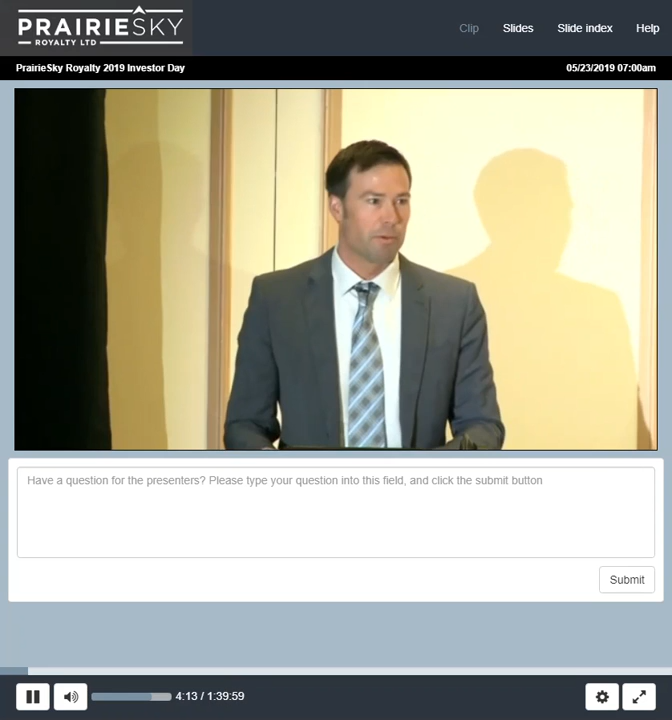 PRAIRIESKY
ROYALTY LTD
Clip Slides Slide index Help
PrairieSky Royalty 2019 Investor Day 05/23/2019 07:00am
Have a question for the presenters? Please type your question into this field, and click the submit button
Submit
4:13 / 1:39:59